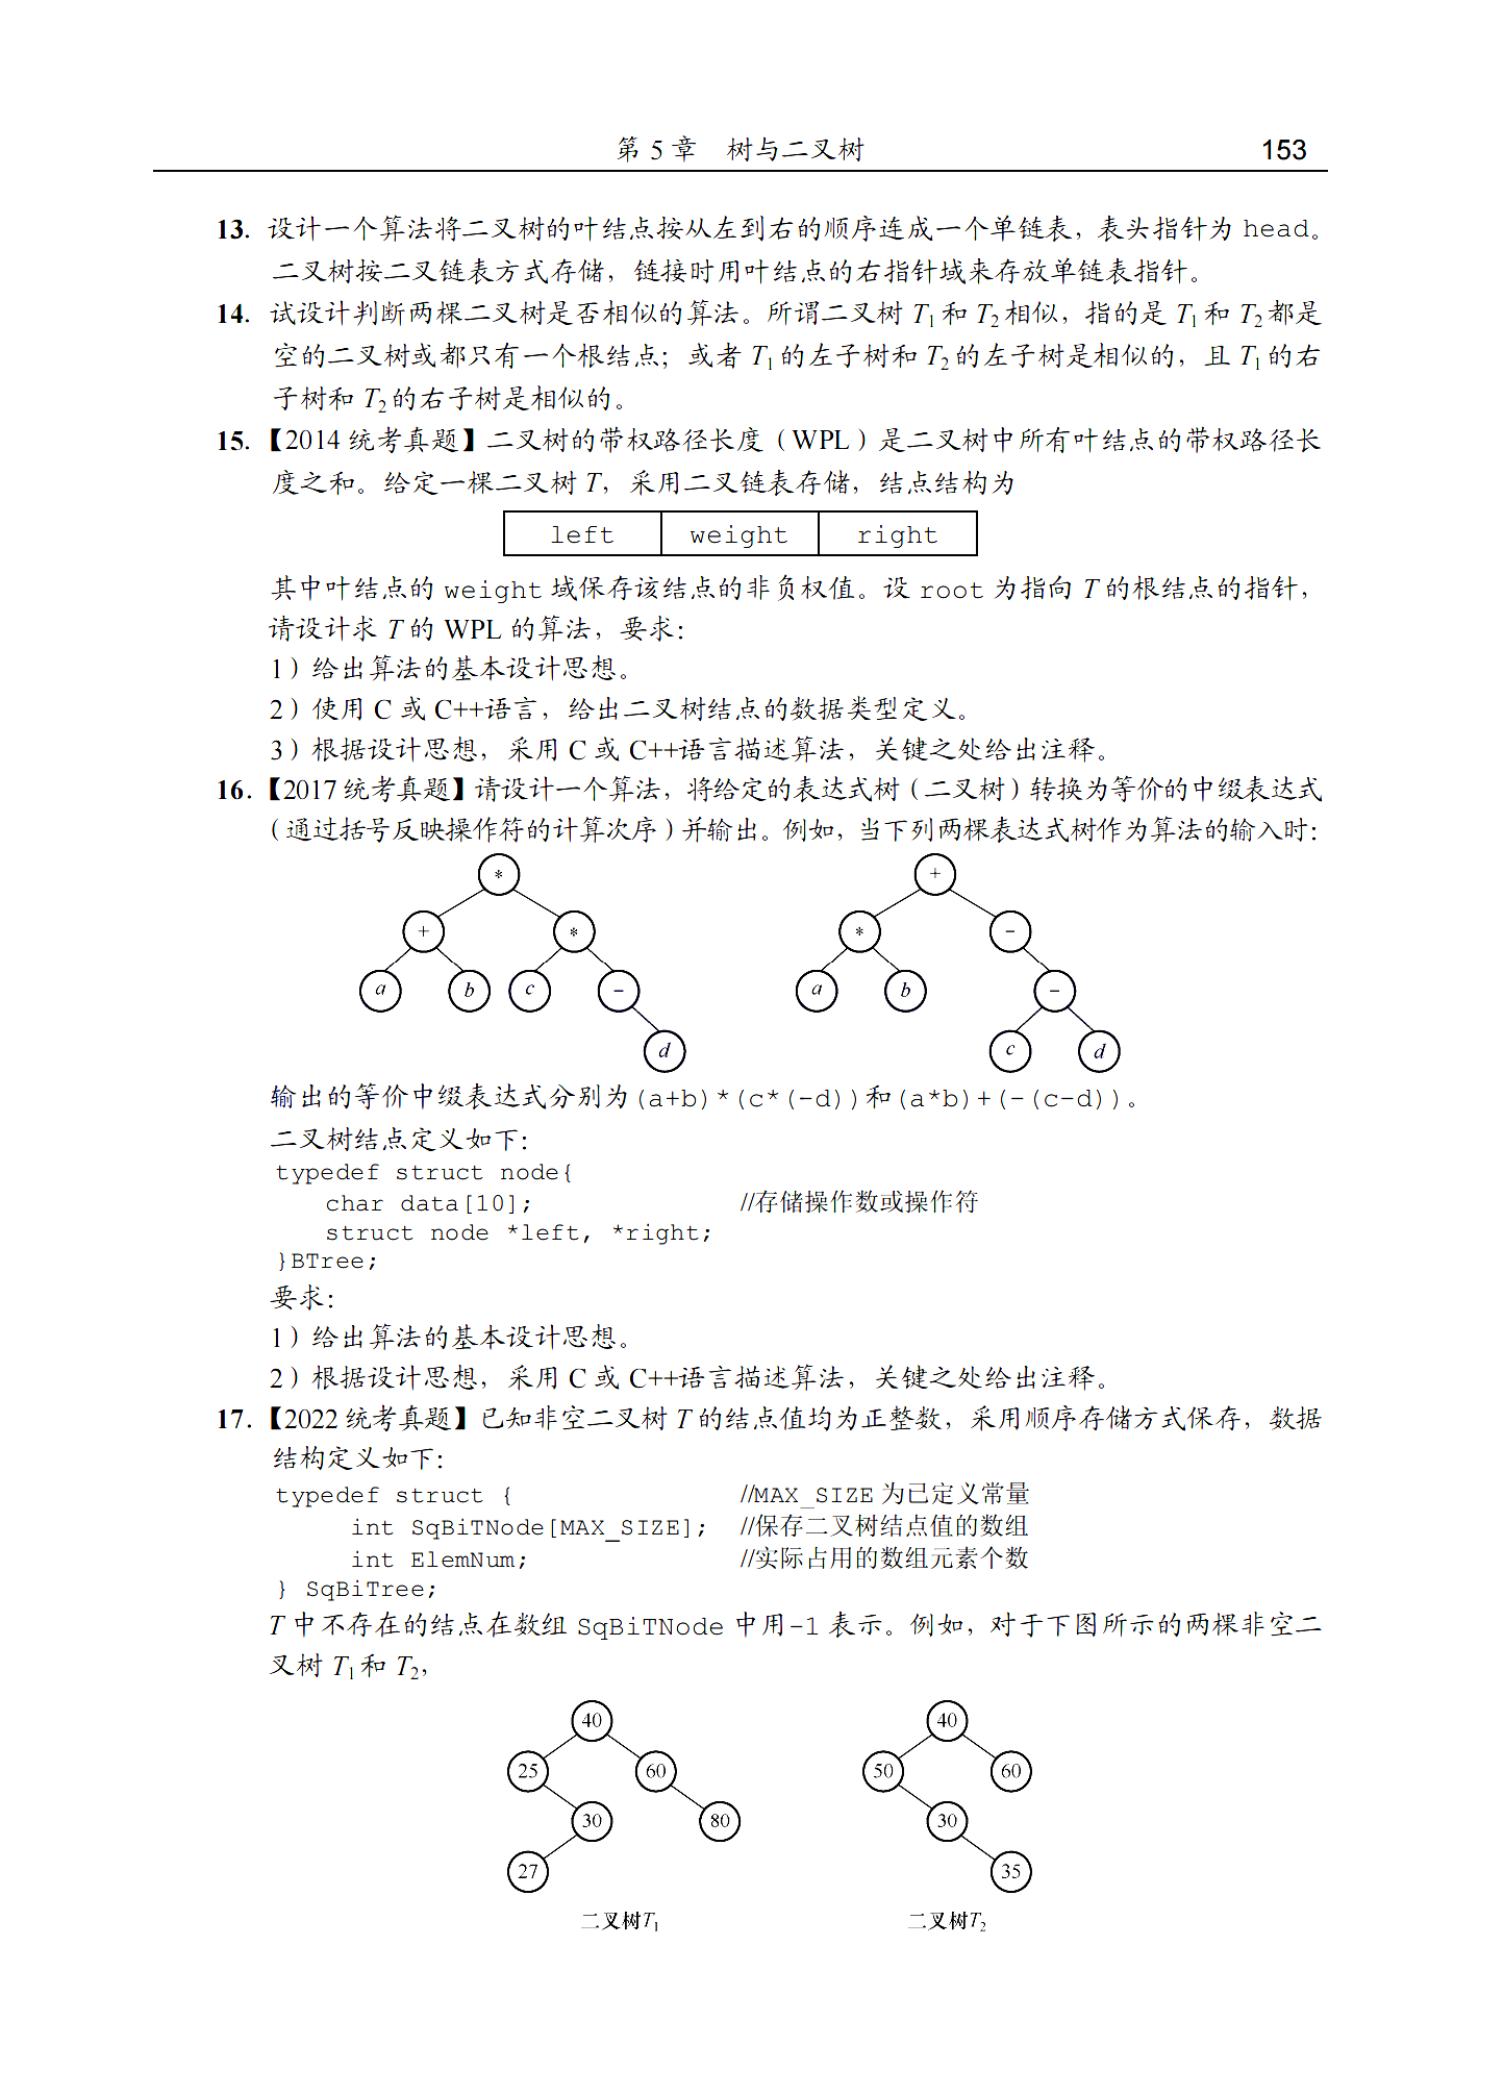 第 5 章 树与二叉树 153
13. 设计一个算法将二叉树的叶结点按从左到右的顺序连成一个单链表，表头指针为 head。
二叉树按二叉链表方式存储，链接时用叶结点的右指针域来存放单链表指针。
14. 试设计判断两棵二叉树是否相似的算法。所谓二叉树 T1 和 T2 相似，指的是 T1 和 T2 都是
空的二叉树或都只有一个根结点；或者 T1 的左子树和 T2 的左子树是相似的，且 T1 的右
子树和 T2 的右子树是相似的。
15.【2014 统考真题】二叉树的带权路径长度（WPL）是二叉树中所有叶结点的带权路径长
度之和。给定一棵二叉树 T，采用二叉链表存储，结点结构为
left weight right
其中叶结点的 weight 域保存该结点的非负权值。设 root 为指向 T 的根结点的指针，
请设计求 T 的 WPL 的算法，要求：
1）给出算法的基本设计思想。
2）使用 C 或 C++语言，给出二叉树结点的数据类型定义。
3）根据设计思想，采用 C 或 C++语言描述算法，关键之处给出注释。
16.【2017 统考真题】请设计一个算法，将给定的表达式树（二叉树）转换为等价的中缀表达式
（通过括号反映操作符的计算次序）并输出。例如，当下列两棵表达式树作为算法的输入时：
* +
+ * * -
a b c - a b -
d c d
输出的等价中缀表达式分别为(a+b)*(c*(-d))和(a*b)+(-(c-d))。
二叉树结点定义如下：
typedef struct node{
char data[10]; //存储操作数或操作符
struct node *left, *right;
}BTree;
要求：
1）给出算法的基本设计思想。
2）根据设计思想，采用 C 或 C++语言描述算法，关键之处给出注释。
17.【2022 统考真题】已知非空二叉树 T 的结点值均为正整数，采用顺序存储方式保存，数据
结构定义如下：
typedef struct { //MAX_SIZE 为已定义常量
int SqBiTNode[MAX_SIZE]; //保存二叉树结点值的数组
int ElemNum; //实际占用的数组元素个数
} SqBiTree;
T 中不存在的结点在数组 SqBiTNode 中用-1 表示。例如，对于下图所示的两棵非空二
叉树 T1 和 T2，
40 40
25 60 50 60
30 80 30
27 35
二叉树T1 二叉树T2